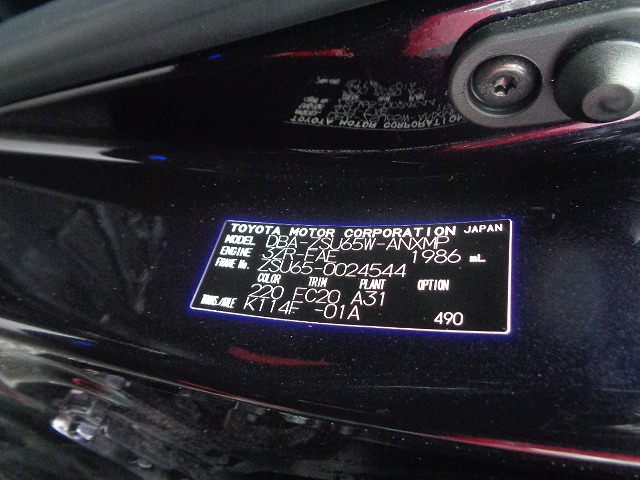 TOYOTA MOTOR CORPORATION JAPAN
MODEL DBA-ZSU65W-ANXMP
ENGINE 3ZR-FAE 1986 mL
FRAME No. ZSU65-0024544
COLOR TRIM PLANT OPTION
220 EC20 A31
TRANS/AXLE K114F -01A 490